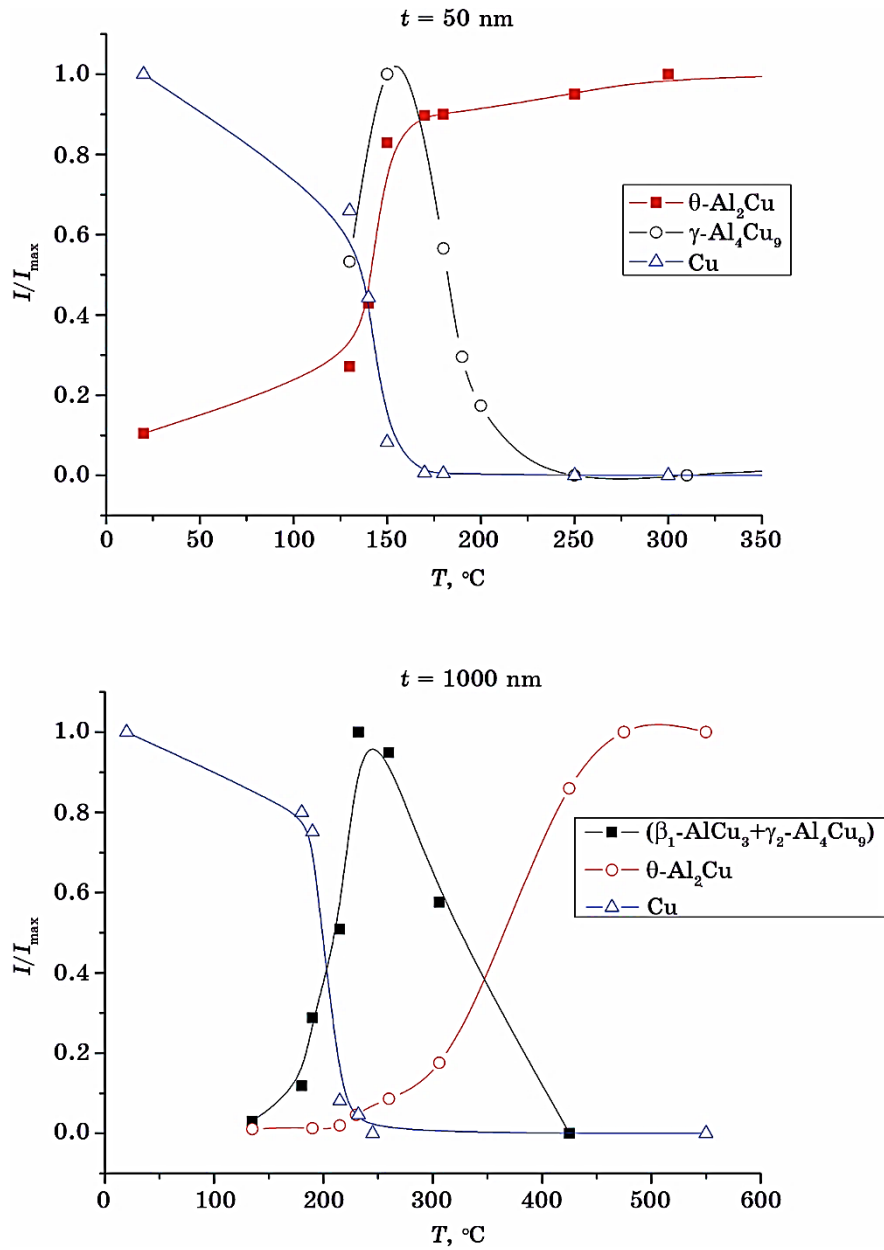 t = 50 nm
1.0
0.8
0.6
0.4
0.2
0.0
I/I_max
θ-Al₂Cu
γ-Al₄Cu₉
Cu
0 50 100 150 200 250 300 350
T, °C
t = 1000 nm
1.0
0.8
0.6
0.4
0.2
0.0
I/I_max
(β₁-AlCu₃+γ₂-Al₄Cu₉)
θ-Al₂Cu
Cu
0 100 200 300 400 500 600
T, °C